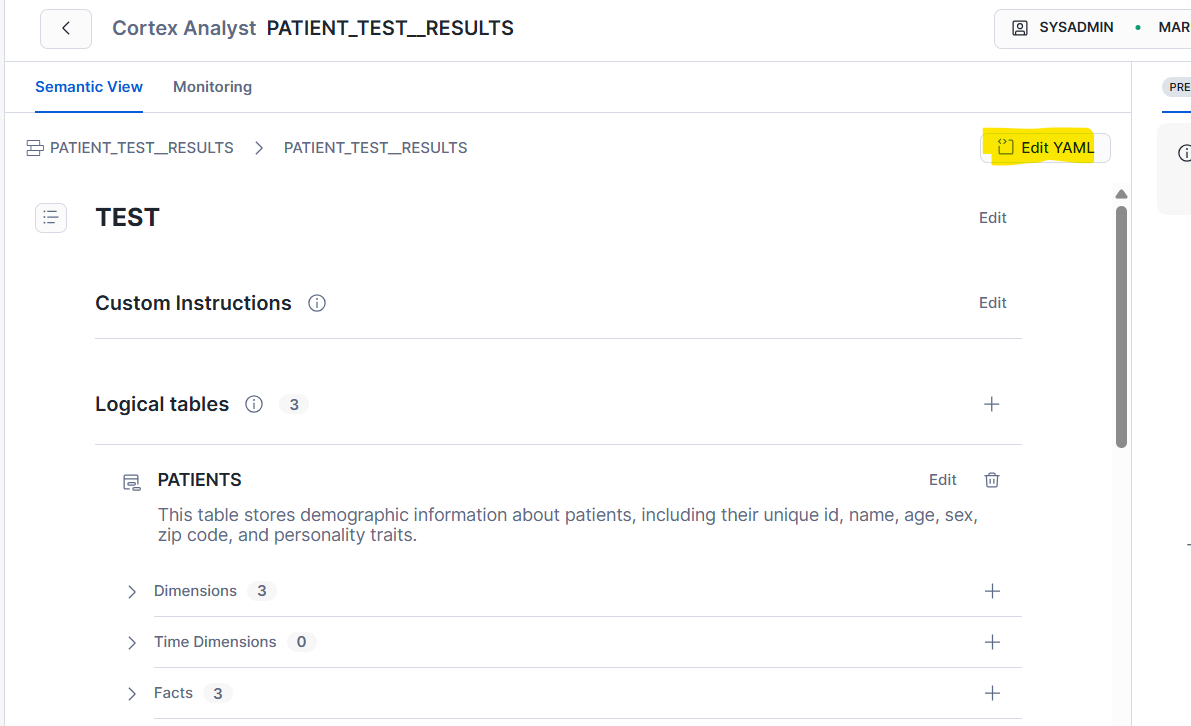 Cortex Analyst PATIENT_TEST__RESULTS
SYSADMIN • MAR
Semantic View Monitoring
PRE
PATIENT_TEST__RESULTS > PATIENT_TEST__RESULTS
Edit YAML
TEST
Edit
Custom Instructions
Edit
Logical tables 3
PATIENTS
Edit
This table stores demographic information about patients, including their unique id, name, age, sex,
zip code, and personality traits.
Dimensions 3
Time Dimensions 0
Facts 3